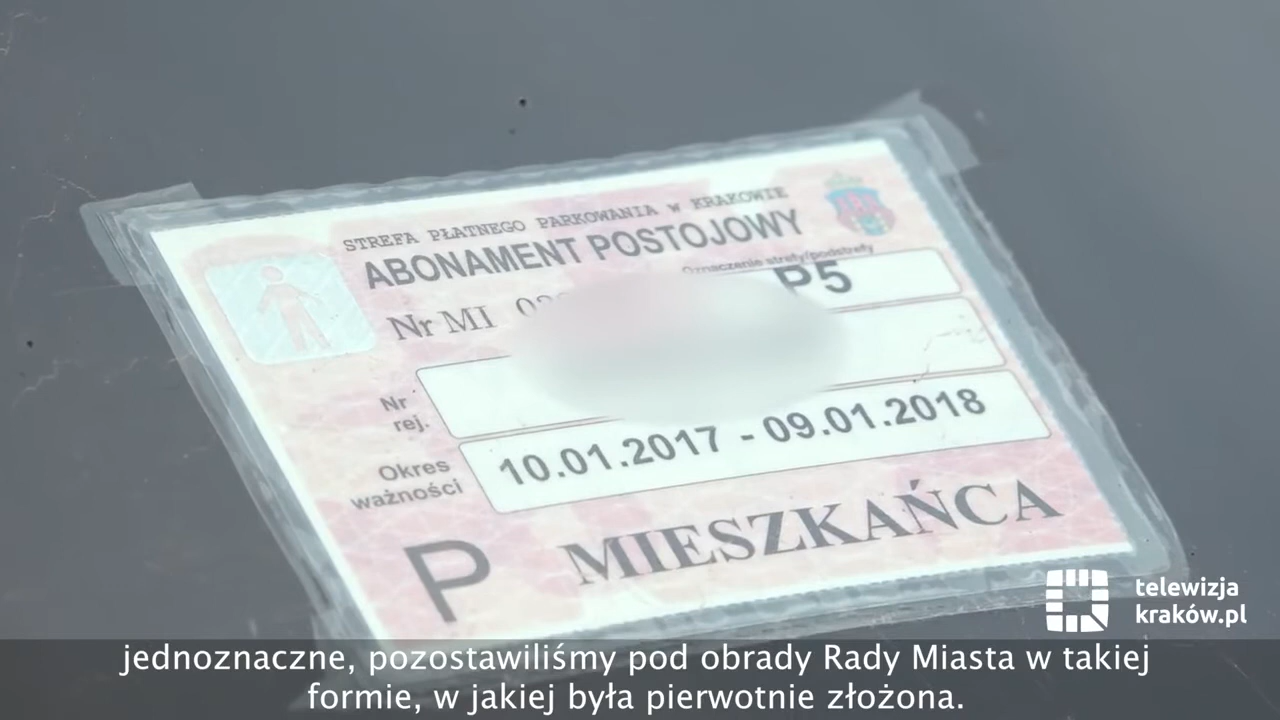 STREFA PŁATNEGO PARKOWANIA W KRAKOWIE
ABONAMENT POSTOJOWY
Oznaczenie strefy/podstrefy
Nr MI
P5
Nr
rej.
Okres
ważności
10.01.2017 - 09.01.2018
P MIESZKAŃCA
telewizja
kraków.pl
jednoznaczne, pozostawiliśmy pod obrady Rady Miasta w takiej
formie, w jakiej była pierwotnie złożona.